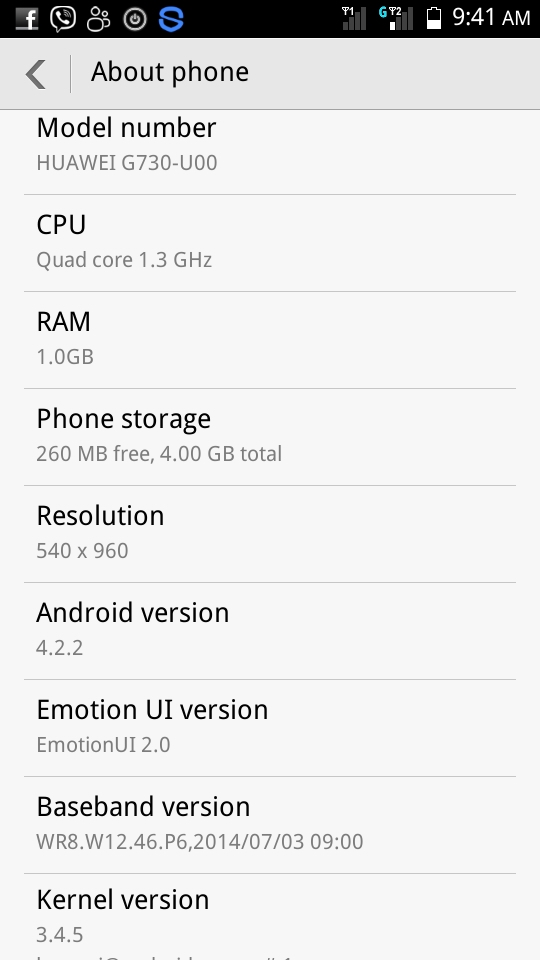 9:41 AM
About phone
Model number
HUAWEI G730-U00
CPU
Quad core 1.3 GHz
RAM
1.0GB
Phone storage
260 MB free, 4.00 GB total
Resolution
540 x 960
Android version
4.2.2
Emotion UI version
EmotionUI 2.0
Baseband version
WR8.W12.46.P6,2014/07/03 09:00
Kernel version
3.4.5